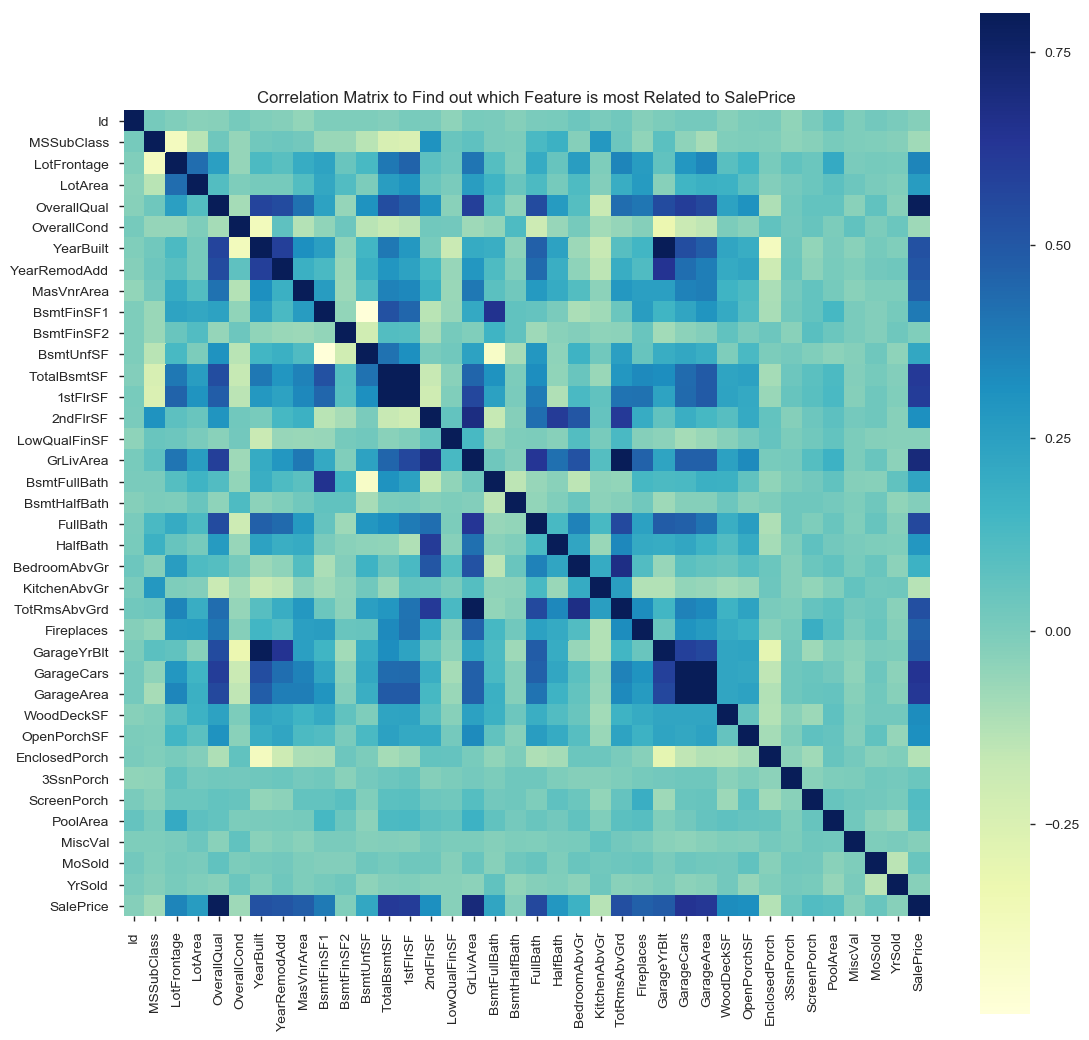 Correlation Matrix to Find out which Feature is most Related to SalePrice
Id
MSSubClass
LotFrontage
LotArea
OverallQual
OverallCond
YearBuilt
YearRemodAdd
MasVnrArea
BsmtFinSF1
BsmtFinSF2
BsmtUnfSF
TotalBsmtSF
1stFlrSF
2ndFlrSF
LowQualFinSF
GrLivArea
BsmtFullBath
BsmtHalfBath
FullBath
HalfBath
BedroomAbvGr
KitchenAbvGr
TotRmsAbvGrd
Fireplaces
GarageYrBlt
GarageCars
GarageArea
WoodDeckSF
OpenPorchSF
EnclosedPorch
3SsnPorch
ScreenPorch
PoolArea
MiscVal
MoSold
YrSold
SalePrice
Id
MSSubClass
LotFrontage
LotArea
OverallQual
OverallCond
YearBuilt
YearRemodAdd
MasVnrArea
BsmtFinSF1
BsmtFinSF2
BsmtUnfSF
TotalBsmtSF
1stFlrSF
2ndFlrSF
LowQualFinSF
GrLivArea
BsmtFullBath
BsmtHalfBath
FullBath
HalfBath
BedroomAbvGr
KitchenAbvGr
TotRmsAbvGrd
Fireplaces
GarageYrBlt
GarageCars
GarageArea
WoodDeckSF
OpenPorchSF
EnclosedPorch
3SsnPorch
ScreenPorch
PoolArea
MiscVal
MoSold
YrSold
SalePrice
0.75
0.50
0.25
0.00
−0.25